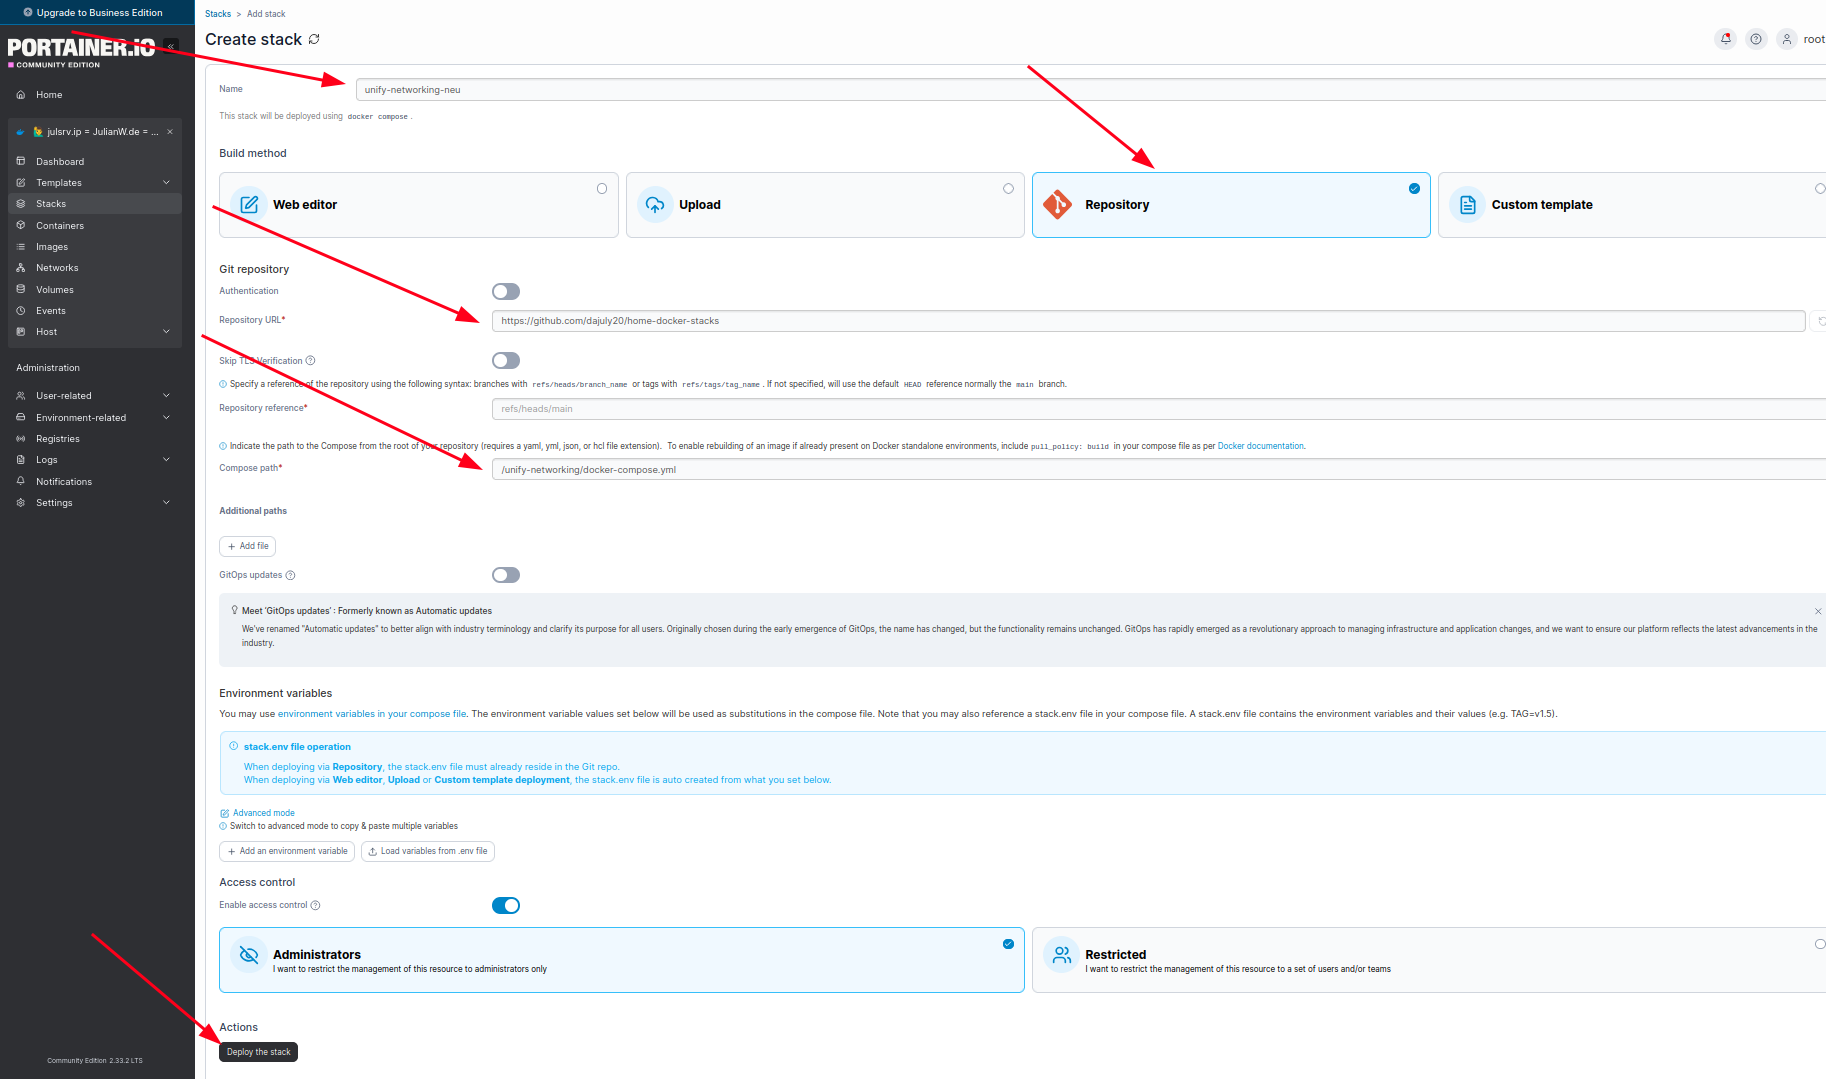 Upgrade to Business Edition
PORTAINER.IO
COMMUNITY EDITION
Home
julsrv.ip = JulianW.de = ...
Dashboard
Templates
Stacks
Containers
Images
Networks
Volumes
Events
Host
Administration
User-related
Environment-related
Registries
Logs
Notifications
Settings
Community Edition 2.33.2 LTS
Stacks > Add stack
Create stack
root
Name
unify-networking-neu
This stack will be deployed using docker compose.
Build method
Web editor
Upload
Repository
Custom template
Git repository
Authentication
Repository URL*
https://github.com/dajuly20/home-docker-stacks
Skip TLS Verification
Specify a reference of the repository using the following syntax: branches with refs/heads/branch_name or tags with refs/tags/tag_name. If not specified, will use the default HEAD reference normally the main branch.
Repository reference*
refs/heads/main
Indicate the path to the Compose from the root of your repository (requires a yaml, yml, json, or hcl file extension). To enable rebuilding of an image if already present on Docker standalone environments, include pull_policy: build in your compose file as per Docker documentation.
Compose path*
/unify-networking/docker-compose.yml
Additional paths
+ Add file
GitOps updates
Meet 'GitOps updates' : Formerly known as Automatic updates
We've renamed "Automatic updates" to better align with industry terminology and clarify its purpose for all users. Originally chosen during the early emergence of GitOps, the name has changed, but the functionality remains unchanged. GitOps has rapidly emerged as a revolutionary approach to managing infrastructure and application changes, and we want to ensure our platform reflects the latest advancements in the
industry.
Environment variables
You may use environment variables in your compose file. The environment variable values set below will be used as substitutions in the compose file. Note that you may also reference a stack.env file in your compose file. A stack.env file contains the environment variables and their values (e.g. TAG=v1.5).
stack.env file operation
When deploying via Repository, the stack.env file must already reside in the Git repo.
When deploying via Web editor, Upload or Custom template deployment, the stack.env file is auto created from what you set below.
Advanced mode
Switch to advanced mode to copy & paste multiple variables
+ Add an environment variable
Load variables from .env file
Access control
Enable access control
Administrators
I want to restrict the management of this resource to administrators only
Restricted
I want to restrict the management of this resource to a set of users and/or teams
Actions
Deploy the stack